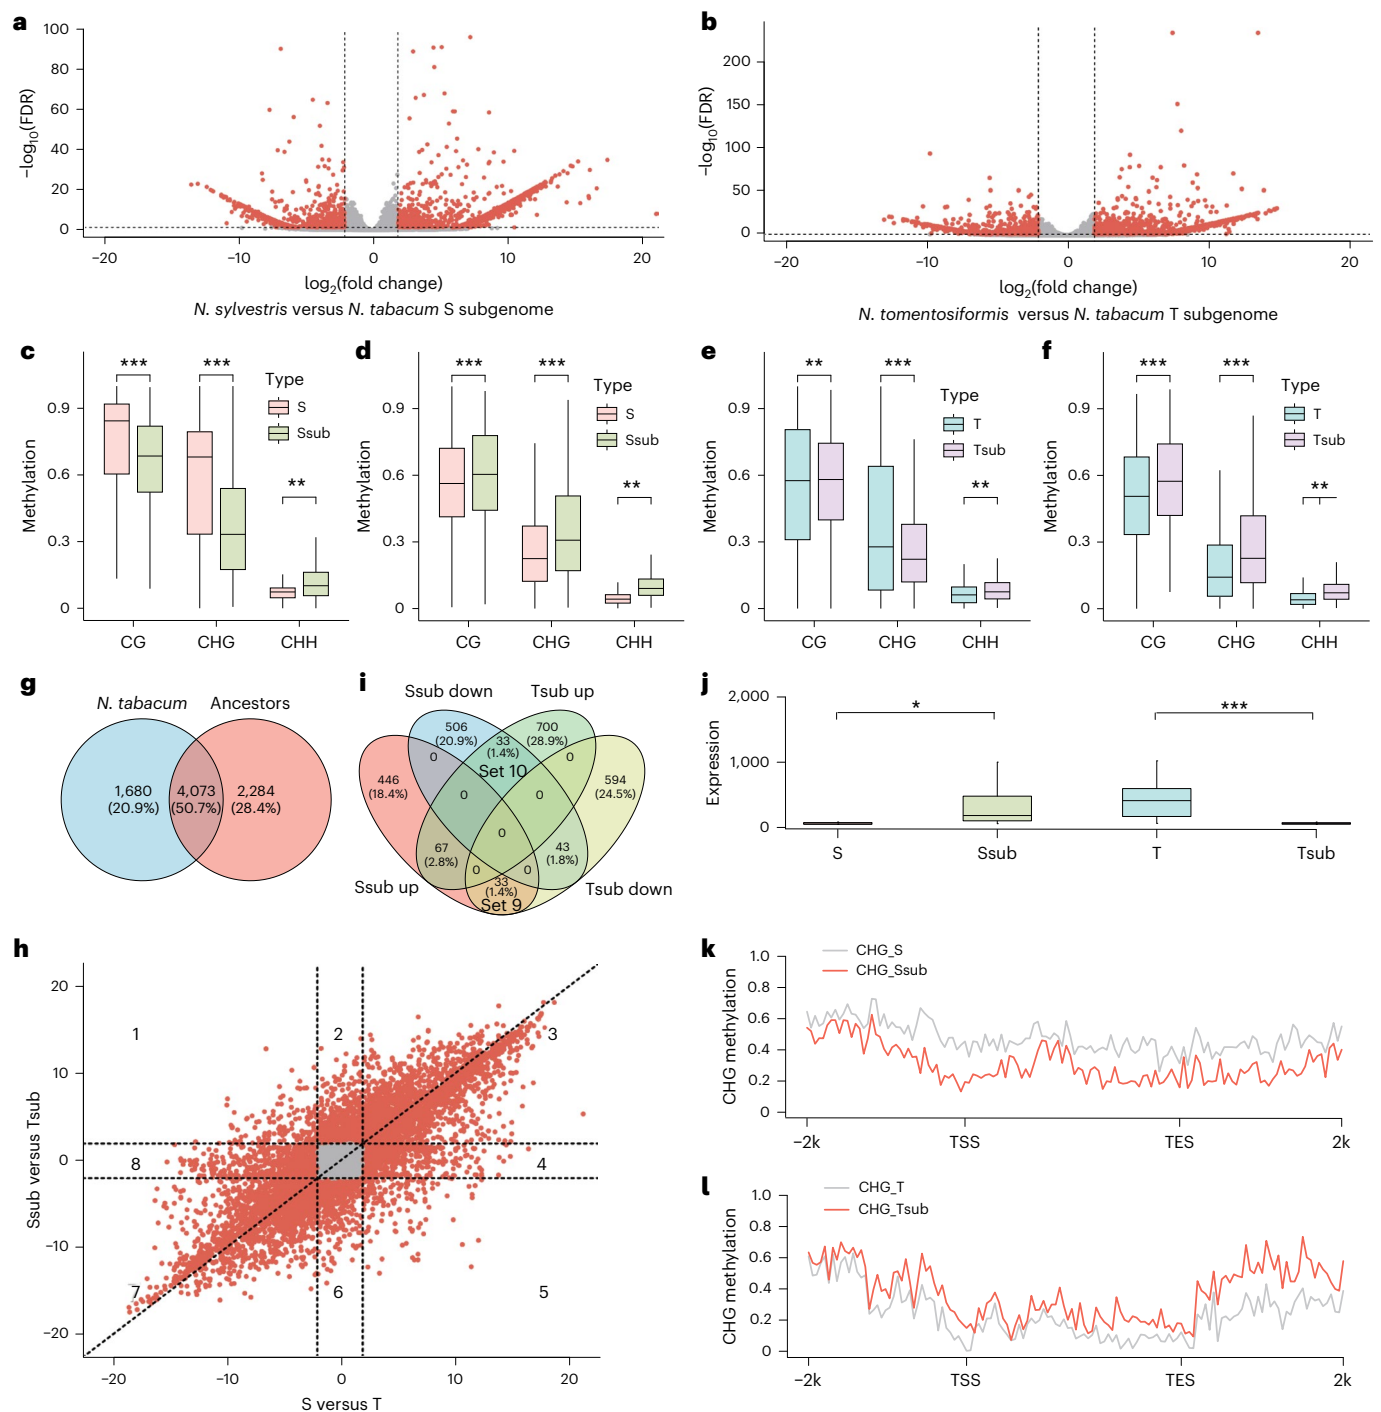 a
100
80
60
40
20
0
−log10(FDR)
−20
−10
0
10
20
log2(fold change)
N. sylvestris versus N. tabacum S subgenome
b
200
150
100
50
0
−log10(FDR)
−20
−10
0
10
20
log2(fold change)
N. tomentosiformis versus N. tabacum T subgenome
c
***
***
**
Type
S
Ssub
0.9
0.6
0.3
0
Methylation
CG
CHG
CHH
d
***
***
**
Type
S
Ssub
0.9
0.6
0.3
0
Methylation
CG
CHG
CHH
e
**
***
**
Type
T
Tsub
0.9
0.6
0.3
0
Methylation
CG
CHG
CHH
f
***
***
**
Type
T
Tsub
0.9
0.6
0.3
0
Methylation
CG
CHG
CHH
g
N. tabacum
Ancestors
1,680
(20.9%)
4,073
(50.7%)
2,284
(28.4%)
i
Ssub down
Tsub up
506
(20.9%)
33
(1.4%)
Set 10
700
(28.9%)
0
0
446
(18.4%)
594
(24.5%)
0
0
0
67
(2.8%)
43
(1.8%)
0
0
33
(1.4%)
Set 9
Ssub up
Tsub down
j
2,000
1,000
0
Expression
*
***
S
Ssub
T
Tsub
h
20
10
0
−10
−20
Ssub versus Tsub
1
2
3
8
4
7
6
5
−20
−10
0
10
20
S versus T
k
CHG_S
CHG_Ssub
1.0
0.8
0.6
0.4
0.2
0
CHG methylation
−2k
TSS
TES
2k
l
CHG_T
CHG_Tsub
1.0
0.8
0.6
0.4
0.2
0
CHG methylation
−2k
TSS
TES
2k